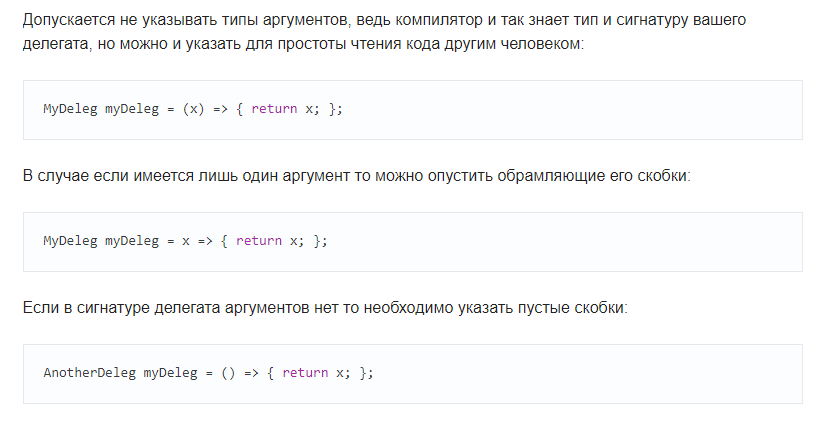 Допускается не указывать типы аргументов, ведь компилятор и так знает тип и сигнатуру вашего
делегата, но можно и указать для простоты чтения кода другим человеком:
MyDeleg myDeleg = (x) => { return x; };
В случае если имеется лишь один аргумент то можно опустить обрамляющие его скобки:
MyDeleg myDeleg = x => { return x; };
Если в сигнатуре делегата аргументов нет то необходимо указать пустые скобки:
AnotherDeleg myDeleg = () => { return x; };